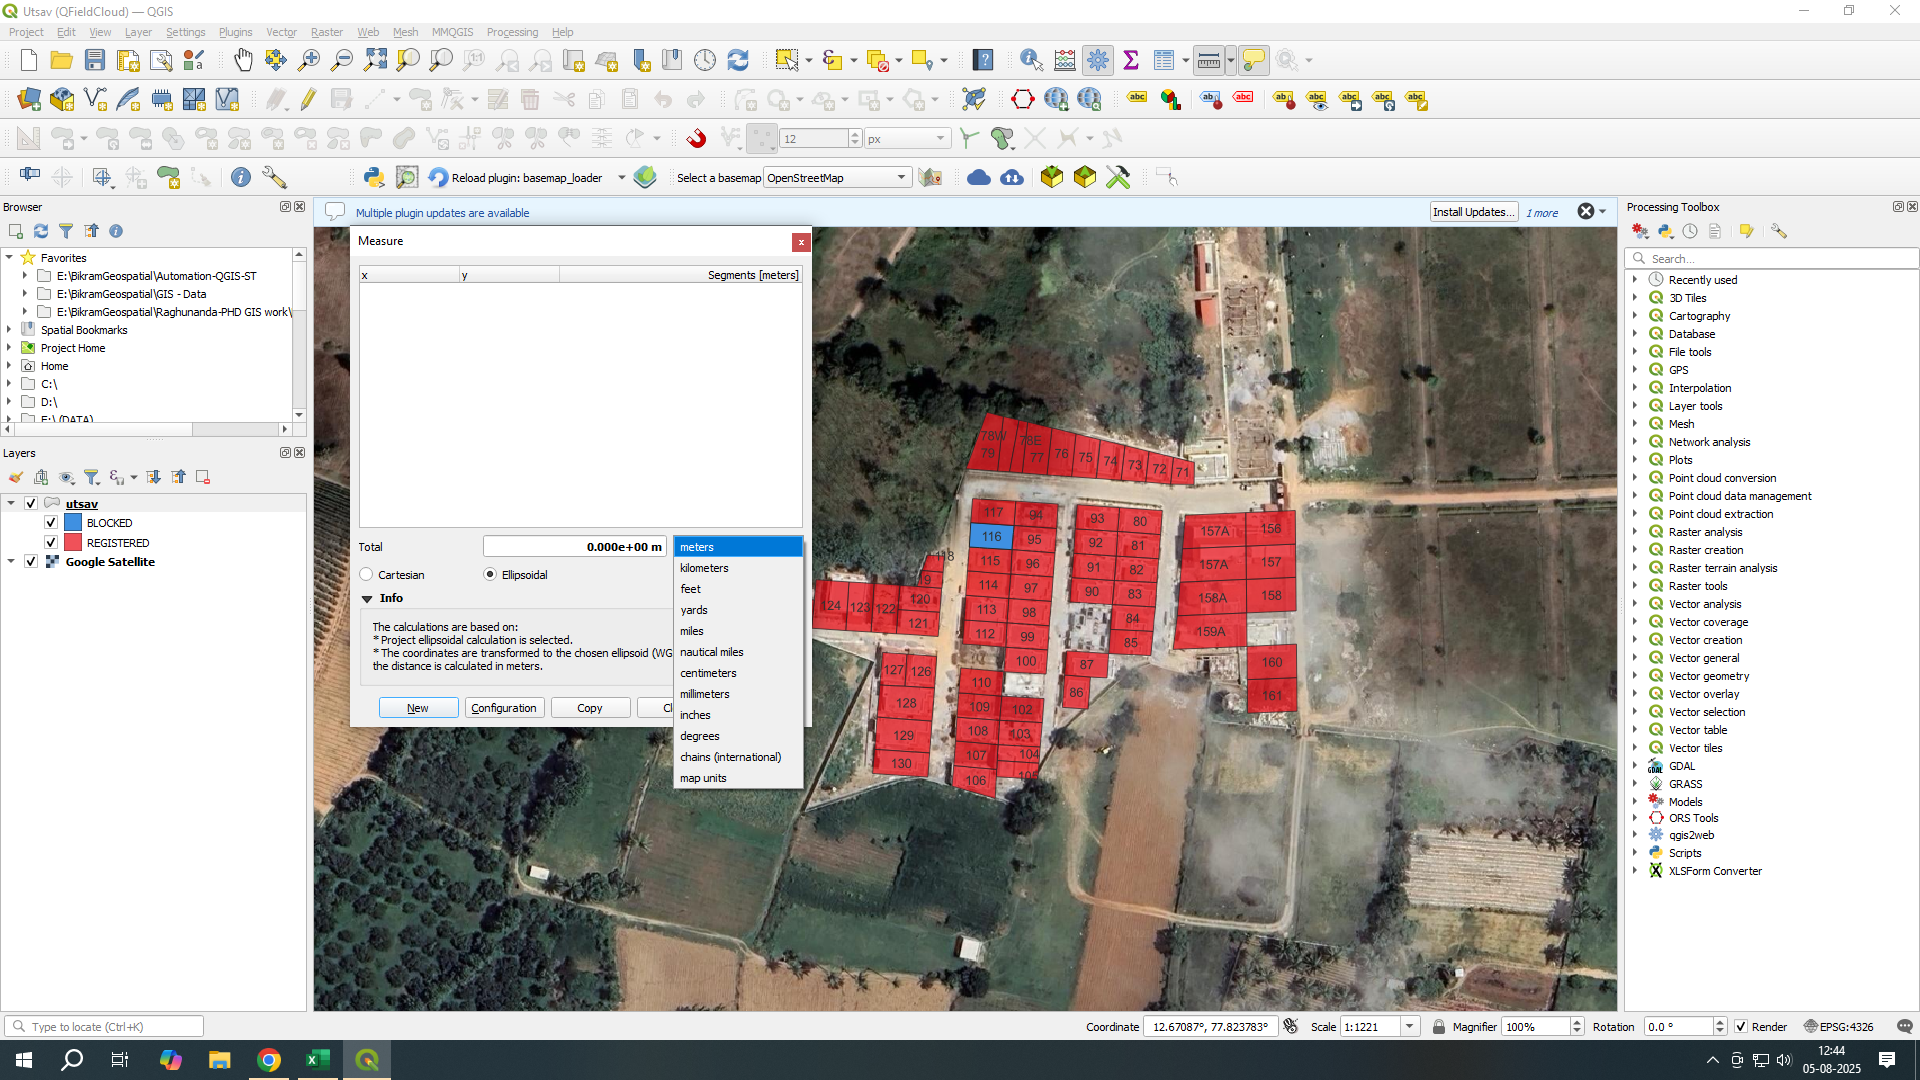 Utsav (QFieldCloud) — QGIS
Project Edit View Layer Settings Plugins Vector Raster Web Mesh MMQGIS Processing Help
12 px
Reload plugin: basemap_loader Select a basemap OpenStreetMap
Browser
Favorites
E:\BikramGeospatial\Automation-QGIS-ST
E:\BikramGeospatial\GIS - Data
E:\BikramGeospatial\Raghunanda-PHD GIS work\
Spatial Bookmarks
Project Home
Home
C:\
D:\
E:\ (DATA)
Layers
utsav
BLOCKED
REGISTERED
Google Satellite
Type to locate (Ctrl+K)
Multiple plugin updates are available
Install Updates... 1 more
Measure
x y Segments [meters]
Total 0.000e+00 m
Cartesian Ellipsoidal
Info
The calculations are based on:
* Project ellipsoidal calculation is selected.
* The coordinates are transformed to the chosen ellipsoid (WG
the distance is calculated in meters.
New Configuration Copy
meters
kilometers
feet
yards
miles
nautical miles
centimeters
millimeters
inches
degrees
chains (international)
map units
78W 78E
79 77 76 75 74 73 72 71
117 94 93 80 157A 156
116 95 92 81
115 96 91 82 157A 157
114 97 90 83 158A 158
113 98 84
112 99 85 159A
100 87 160
110 86 161
109 102
108 103
107 104
106 105
118
9
124 123 122 120
121
127 126
128
129
130
Processing Toolbox
Search...
Recently used
3D Tiles
Cartography
Database
File tools
GPS
Interpolation
Layer tools
Mesh
Network analysis
Plots
Point cloud conversion
Point cloud data management
Point cloud extraction
Raster analysis
Raster creation
Raster terrain analysis
Raster tools
Vector analysis
Vector coverage
Vector creation
Vector general
Vector geometry
Vector overlay
Vector selection
Vector table
Vector tiles
GDAL
GRASS
Models
ORS Tools
qgis2web
Scripts
XLSForm Converter
Coordinate 12.67087°, 77.823783° Scale 1:1221 Magnifier 100% Rotation 0.0 ° Render EPSG:4326
12:44
05-08-2025